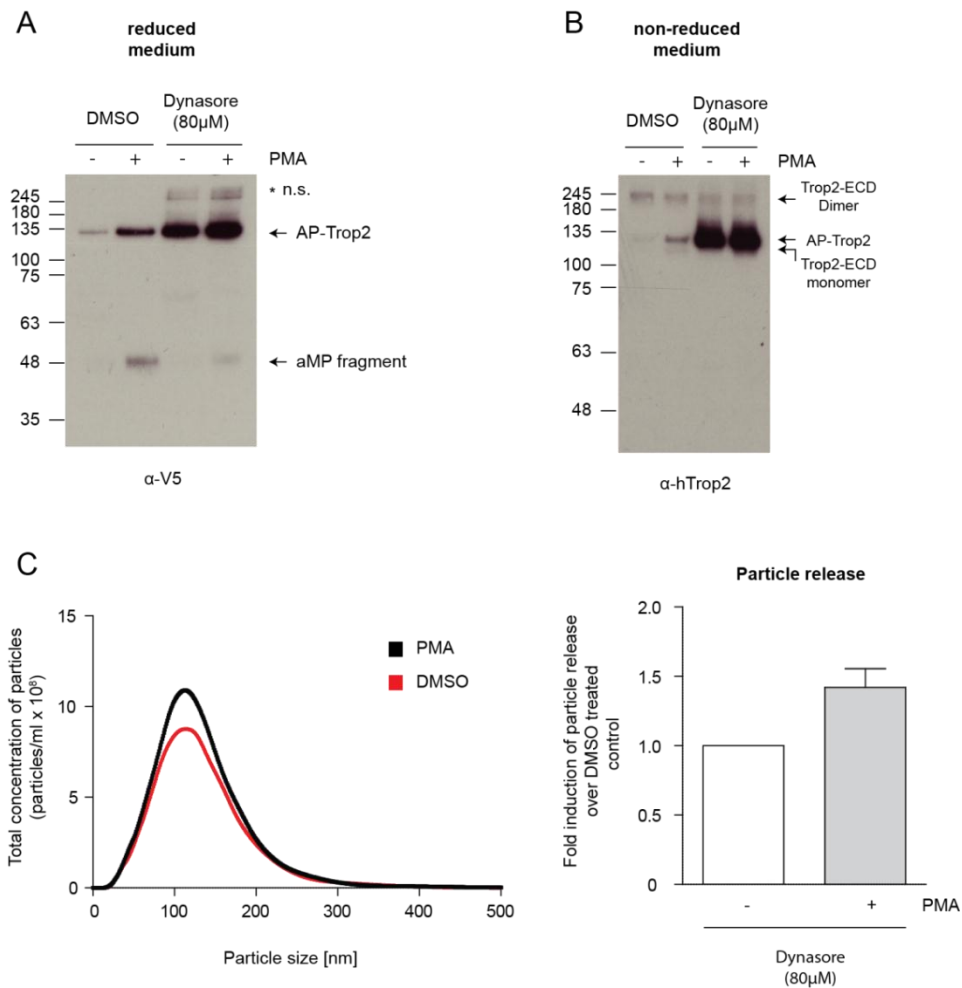 A
reduced
medium
DMSO
Dynasore
(80µM)
- + - + PMA
245
180
135
100
75
63
48
35
* n.s.
AP-Trop2
aMP fragment
α-V5
B
non-reduced
medium
DMSO
Dynasore
(80µM)
- + - + PMA
245
180
135
100
75
63
48
Trop2-ECD
Dimer
AP-Trop2
Trop2-ECD
monomer
α-hTrop2
C
Total concentration of particles
(particles/ml x 10⁸)
15
10
5
0
0 100 200 300 400 500
Particle size [nm]
PMA
DMSO
Particle release
Fold induction of particle release
over DMSO treated
control
2.0
1.5
1.0
0.5
0
- + PMA
Dynasore
(80µM)